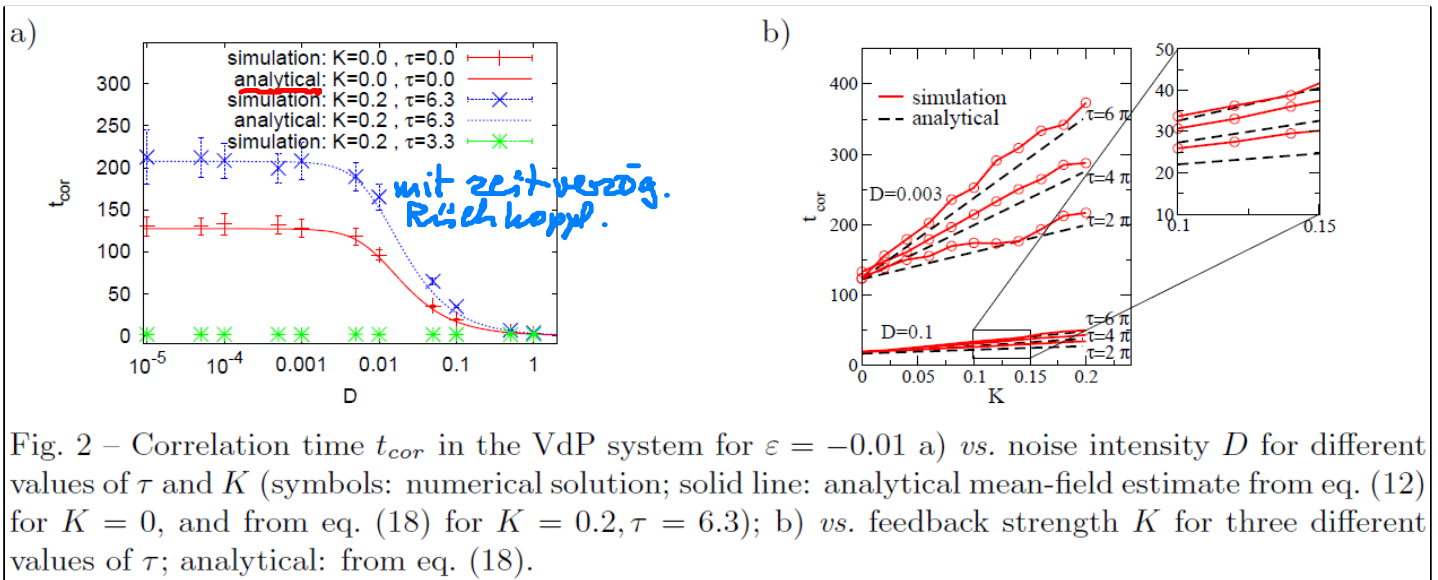 a)
simulation: K=0.0 , τ=0.0
analytical: K=0.0 , τ=0.0
simulation: K=0.2 , τ=6.3
analytical: K=0.2 , τ=6.3
simulation: K=0.2 , τ=3.3
300
250
200
150
100
50
0
t_cor
mit zeitverzög.
Rückkoppl.
10^-5
10^-4
0.001
0.01
0.1
1
D
b)
400
300
200
100
0
t_cor
simulation
analytical
D=0.003
τ=6 π
τ=4 π
τ=2 π
D=0.1
τ=6 π
τ=4 π
τ=2 π
0
0.05
0.1
0.15
0.2
K
50
40
30
20
10
0.1
0.15
Fig. 2 – Correlation time t_cor in the VdP system for ε = −0.01 a) vs. noise intensity D for different
values of τ and K (symbols: numerical solution; solid line: analytical mean-field estimate from eq. (12)
for K = 0, and from eq. (18) for K = 0.2, τ = 6.3); b) vs. feedback strength K for three different
values of τ; analytical: from eq. (18).